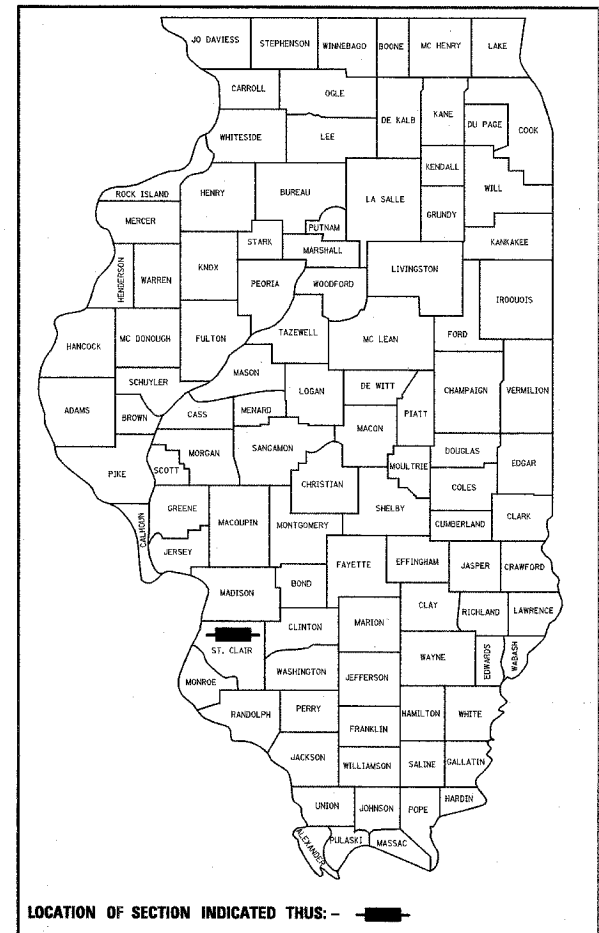 JO DAVIESS STEPHENSON WINNEBAGO BOONE MC HENRY LAKE
CARROLL OGLE DE KALB KANE DU PAGE COOK
WHITESIDE LEE
KENDALL
ROCK ISLAND HENRY BUREAU LA SALLE GRUNDY WILL
MERCER PUTNAM
STARK MARSHALL KANKAKEE
HENDERSON WARREN KNOX PEORIA WOODFORD LIVINGSTON IROQUOIS
HANCOCK MC DONOUGH FULTON TAZEWELL MC LEAN FORD
MASON
SCHUYLER LOGAN DE WITT CHAMPAIGN VERMILION
ADAMS BROWN CASS MENARD PIATT
MACON
PIKE SCOTT MORGAN SANGAMON MOULTRIE DOUGLAS EDGAR
CHRISTIAN COLES
CALHOUN GREENE MACOUPIN MONTGOMERY SHELBY CUMBERLAND CLARK
JERSEY
FAYETTE EFFINGHAM JASPER CRAWFORD
MADISON BOND
CLAY RICHLAND LAWRENCE
CLINTON MARION
ST. CLAIR WAYNE EDWARDS WABASH
MONROE WASHINGTON JEFFERSON
RANDOLPH PERRY HAMILTON WHITE
FRANKLIN
JACKSON WILLIAMSON SALINE GALLATIN
UNION JOHNSON POPE HARDIN
ALEXANDER PULASKI MASSAC
LOCATION OF SECTION INDICATED THUS: -